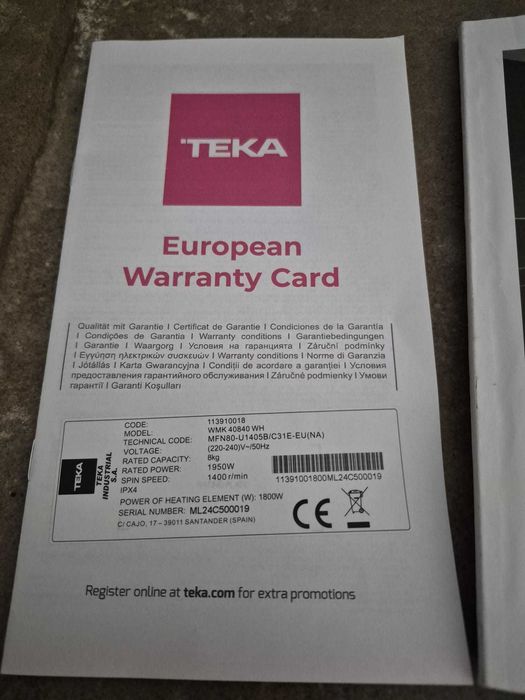 TEKA
European
Warranty Card
Qualität mit Garantie I Certificat de Garantie I Condiciones de la Garantía
I Condições de Garantia I Warranty conditions I Garantiebedingungen
I Garantie I Waargorg I Условия на гаранцията I Záruční podmínky
I Εγγύηση ηλεκτρικών συσκευών I Warranty conditions I Norme di Garanzia
I Jótállás I Karta Gwarancyjna I Condiții de acordare a garanției I Условия
предоставления гарантийного обслуживания I Záručné podmienky I Умови
гарантії I Garanti Koşulları
TEKA
TEKA
INDUSTRIAL
S.A.
CODE: 113910018
MODEL: WMK 40840 WH
TECHNICAL CODE: MFN80-U1405B/C31E-EU(NA)
VOLTAGE: (220-240)V~/50Hz
RATED CAPACITY: 8kg
RATED POWER: 1950W
SPIN SPEED: 1400 r/min
IPX4
POWER OF HEATING ELEMENT (W): 1800W
SERIAL NUMBER: ML24C500019
C/ CAJO, 17 – 39011 SANTANDER (SPAIN)
11391001800ML24C500019
CE
Register online at teka.com for extra promotions